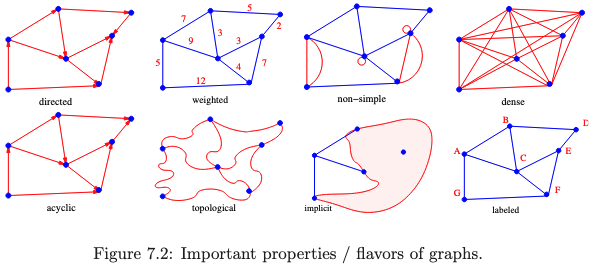 7
5
2
3
9
3
5
4
7
12
directed
weighted
non−simple
dense
B
D
A
E
C
G
F
acyclic
topological
implicit
labeled
Figure 7.2: Important properties / flavors of graphs.